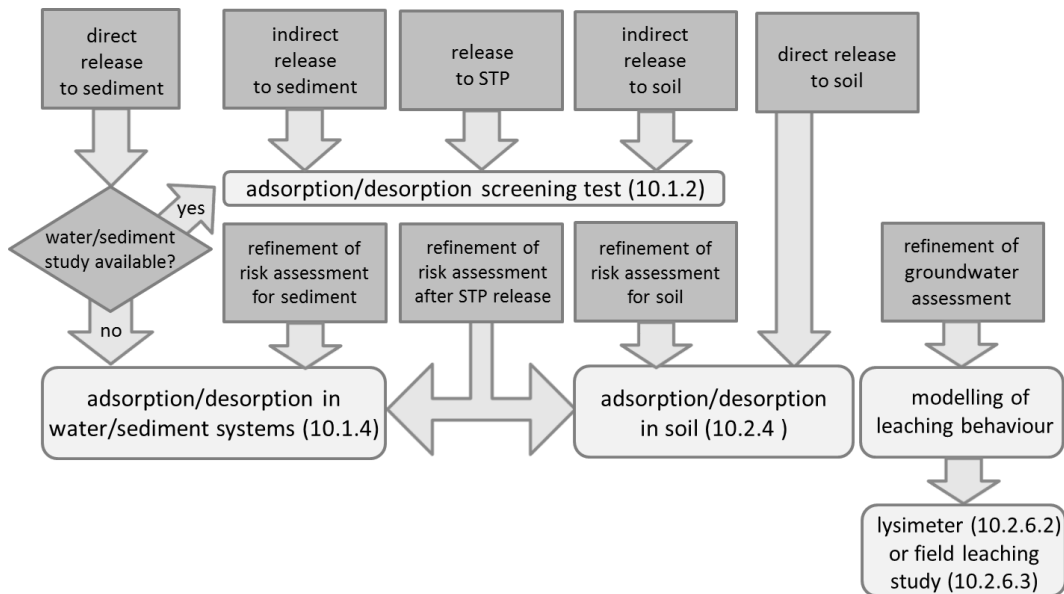 direct
release
to sediment
indirect
release
to sediment
release
to STP
indirect
release
to soil
direct release
to soil
adsorption/desorption screening test (10.1.2)
yes
water/sediment
study available?
no
refinement of
risk assessment
for sediment
refinement of
risk assessment
after STP release
refinement of
risk assessment
for soil
refinement of
groundwater
assessment
adsorption/desorption in
water/sediment systems (10.1.4)
adsorption/desorption
in soil (10.2.4 )
modelling of
leaching behaviour
lysimeter (10.2.6.2)
or field leaching
study (10.2.6.3)